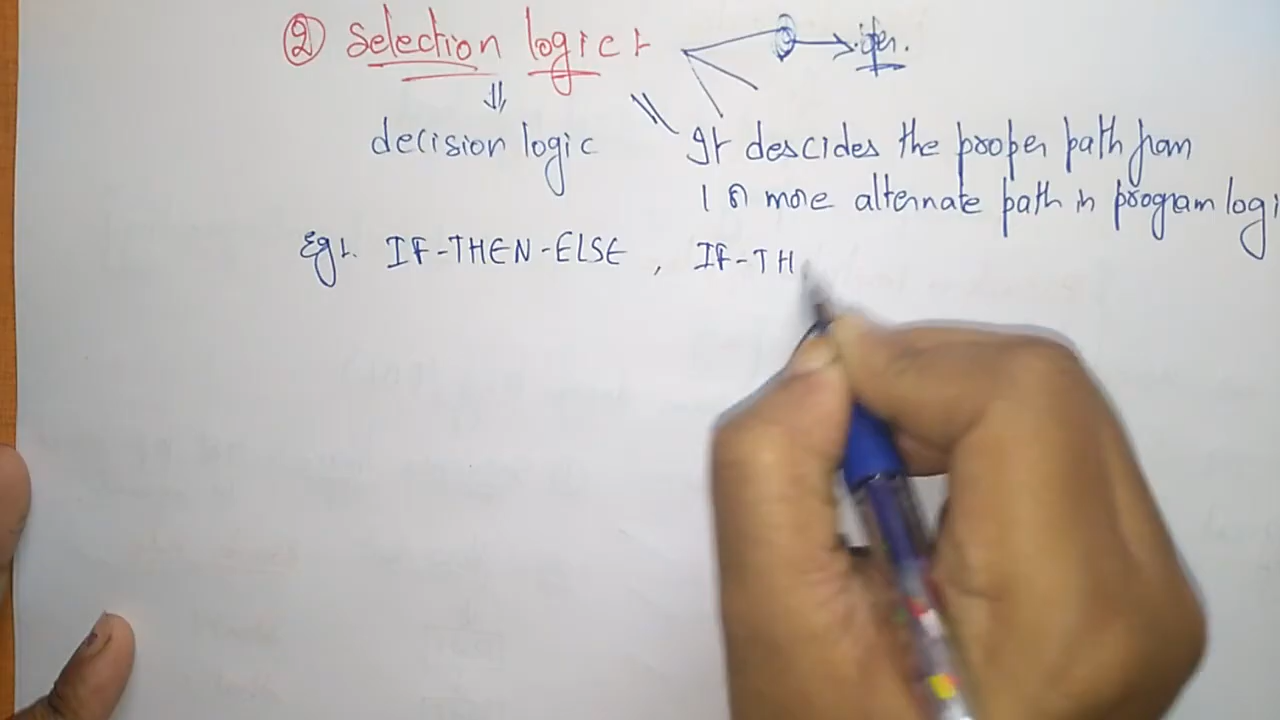 ② Selection logic :-
decision logic
It descides the proper path from
1 or more alternate path in program logi
Eg:- IF-THEN-ELSE , IF-TH